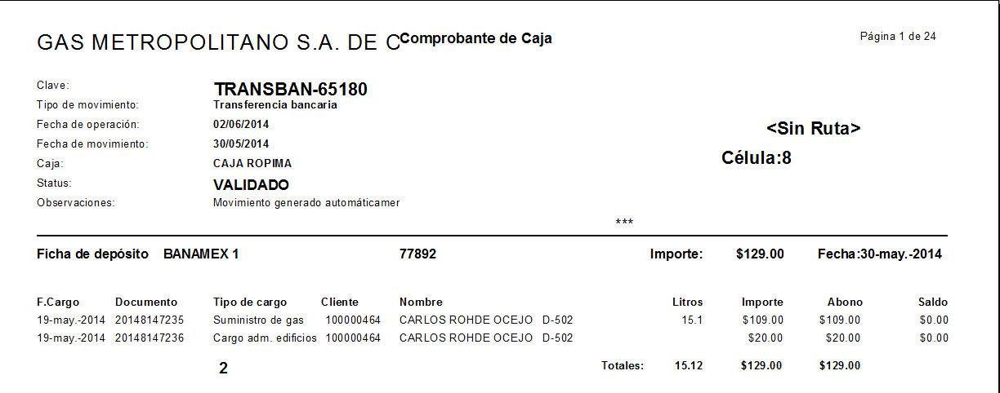 GAS METROPOLITANO S.A. DE C Comprobante de Caja Página 1 de 24
Clave: TRANSBAN-65180
Tipo de movimiento: Transferencia bancaria
Fecha de operación: 02/06/2014 <Sin Ruta>
Fecha de movimiento: 30/05/2014
Caja: CAJA ROPIMA Célula:8
Status: VALIDADO
Observaciones: Movimiento generado automáticamer
***
Ficha de depósito BANAMEX 1 77892 Importe: $129.00 Fecha:30-may.-2014
F.Cargo Documento Tipo de cargo Cliente Nombre Litros Importe Abono Saldo
19-may.-2014 20148147235 Suministro de gas 100000464 CARLOS ROHDE OCEJO D-502 15.1 $109.00 $109.00 $0.00
19-may.-2014 20148147236 Cargo adm. edificios 100000464 CARLOS ROHDE OCEJO D-502 $20.00 $20.00 $0.00
2 Totales: 15.12 $129.00 $129.00